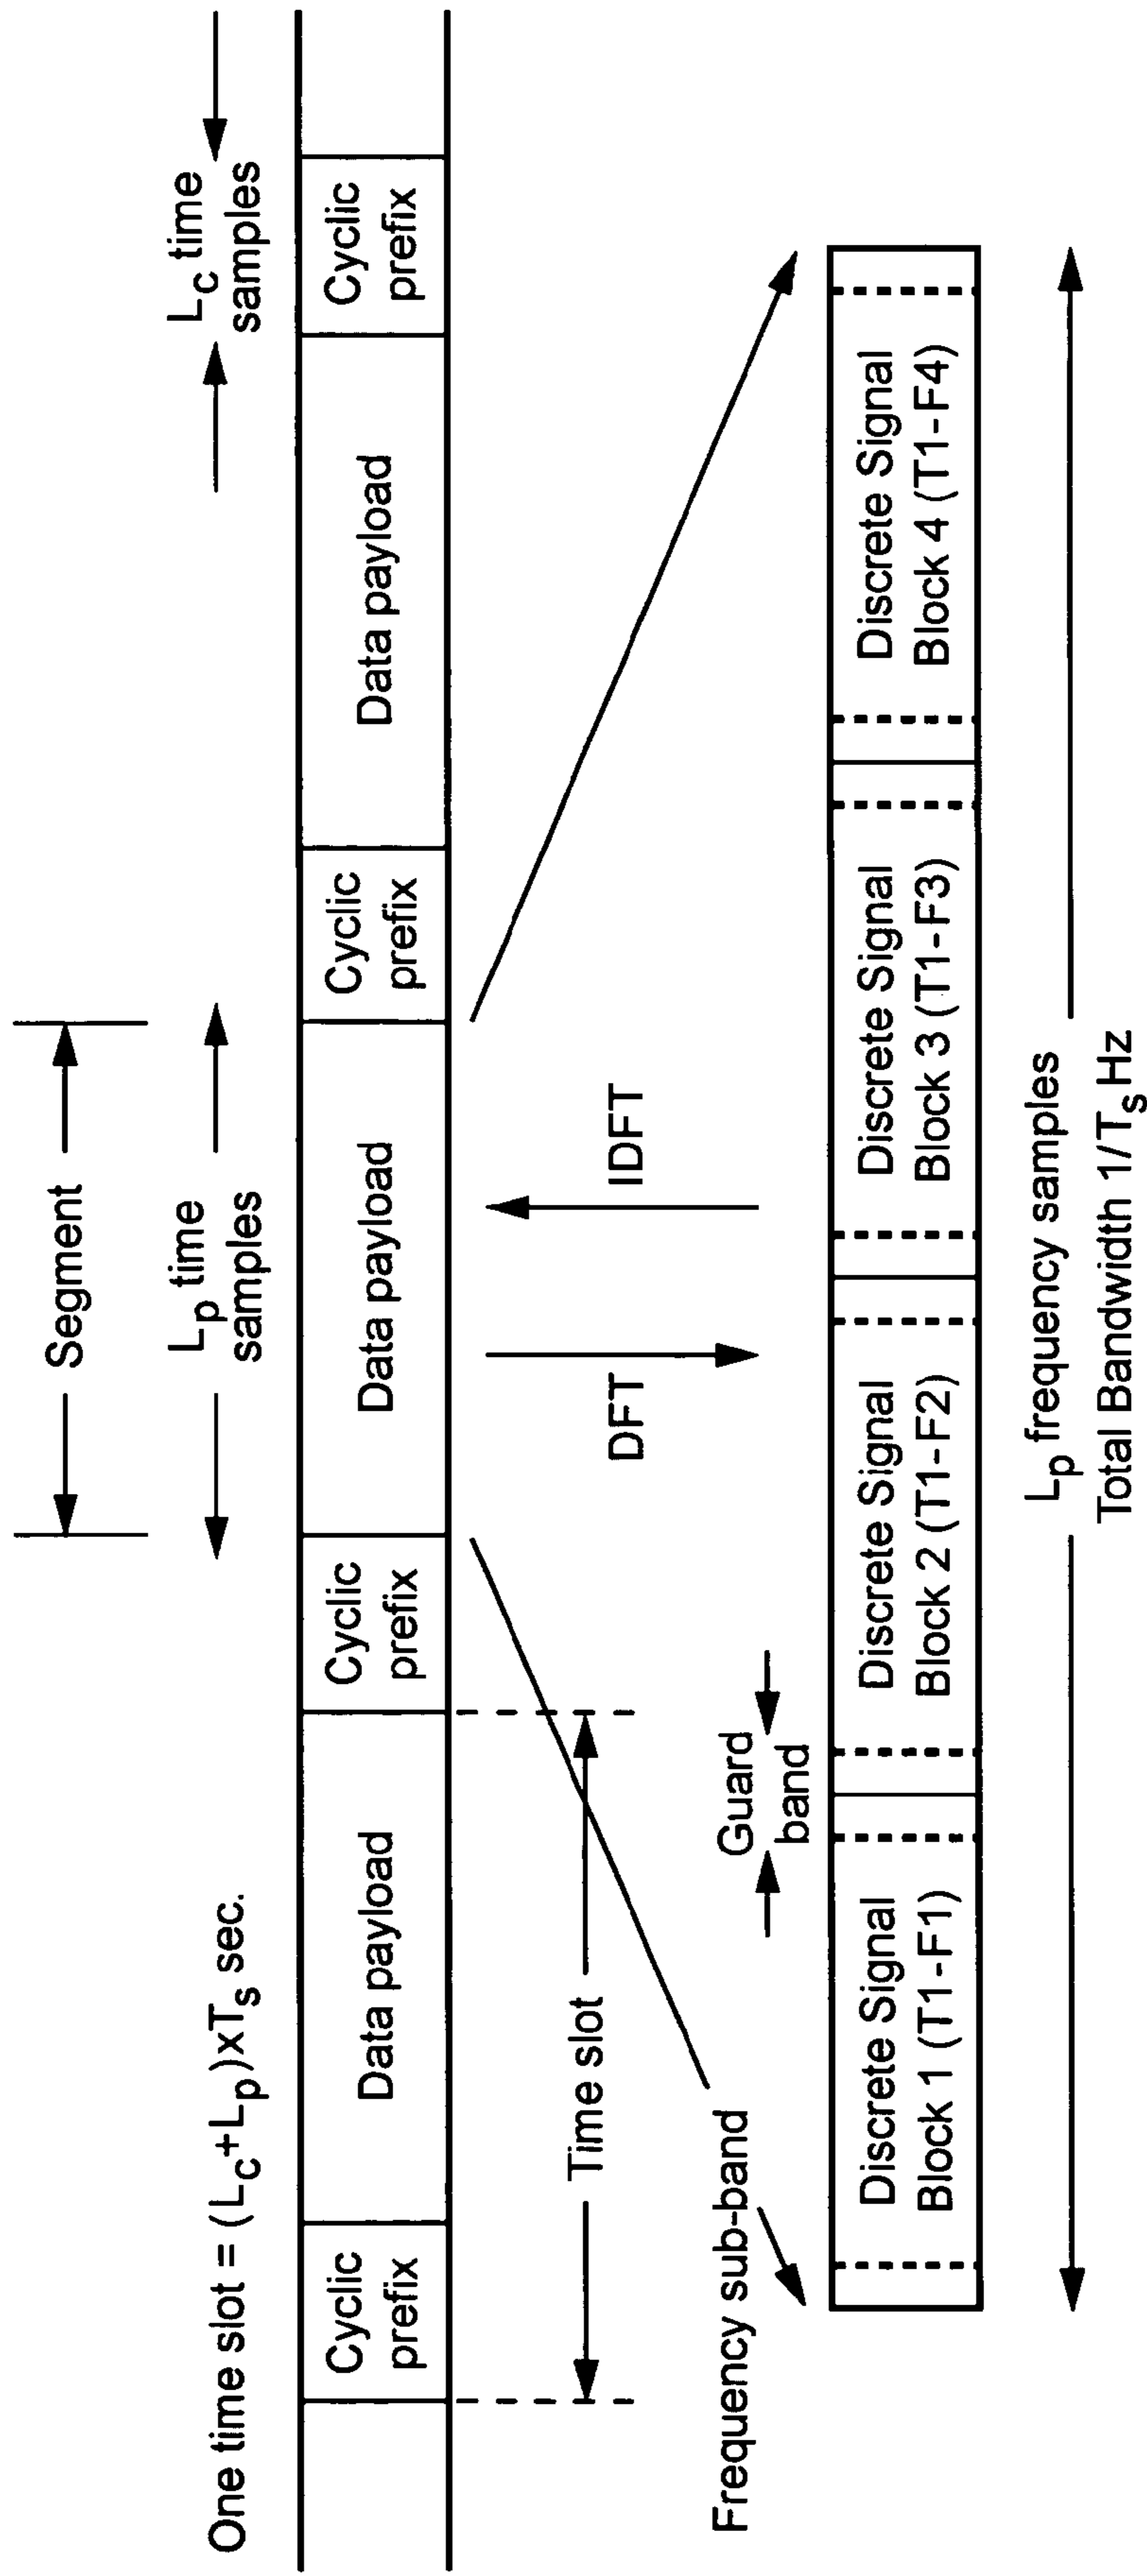 Segment
One time slot = (Lc+Lp)xTs sec.
Lp time
samples
Lc time
samples
Cyclic
prefix
Data payload
Cyclic
prefix
Data payload
Cyclic
prefix
Data payload
Cyclic
prefix
Time slot
DFT
IDFT
Frequency sub-band
Guard
band
Discrete Signal
Block 1 (T1-F1)
Discrete Signal
Block 2 (T1-F2)
Discrete Signal
Block 3 (T1-F3)
Discrete Signal
Block 4 (T1-F4)
Lp frequency samples
Total Bandwidth 1/Ts Hz